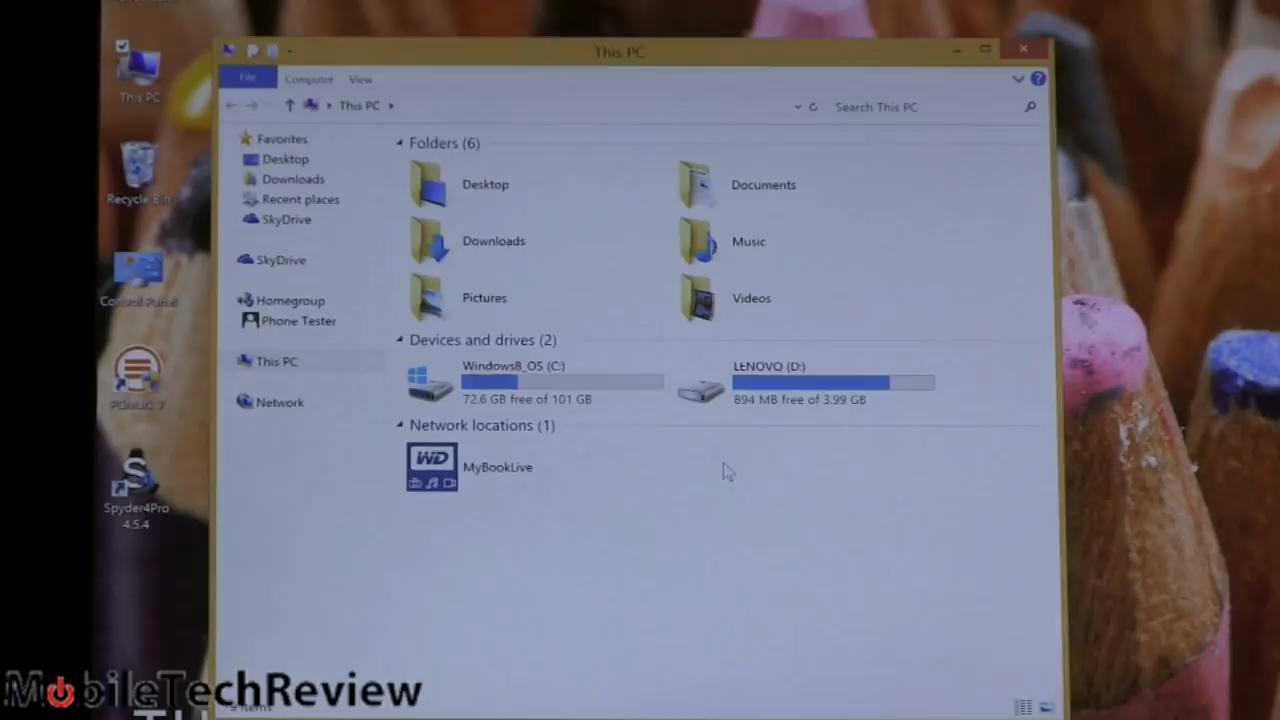 This PC
This PC
File
Computer
View
This PC
Search This PC
Recycle Bin
Control Panel
PCMark 7
Spyder4Pro
4.5.4
Favorites
Desktop
Downloads
Recent places
SkyDrive
SkyDrive
Homegroup
Phone Tester
This PC
Network
Folders (6)
Desktop
Documents
Downloads
Music
Pictures
Videos
Devices and drives (2)
Windows8_OS (C:)
72.6 GB free of 101 GB
LENOVO (D:)
894 MB free of 3.99 GB
Network locations (1)
WD
MyBookLive
9 items
MobileTechReview